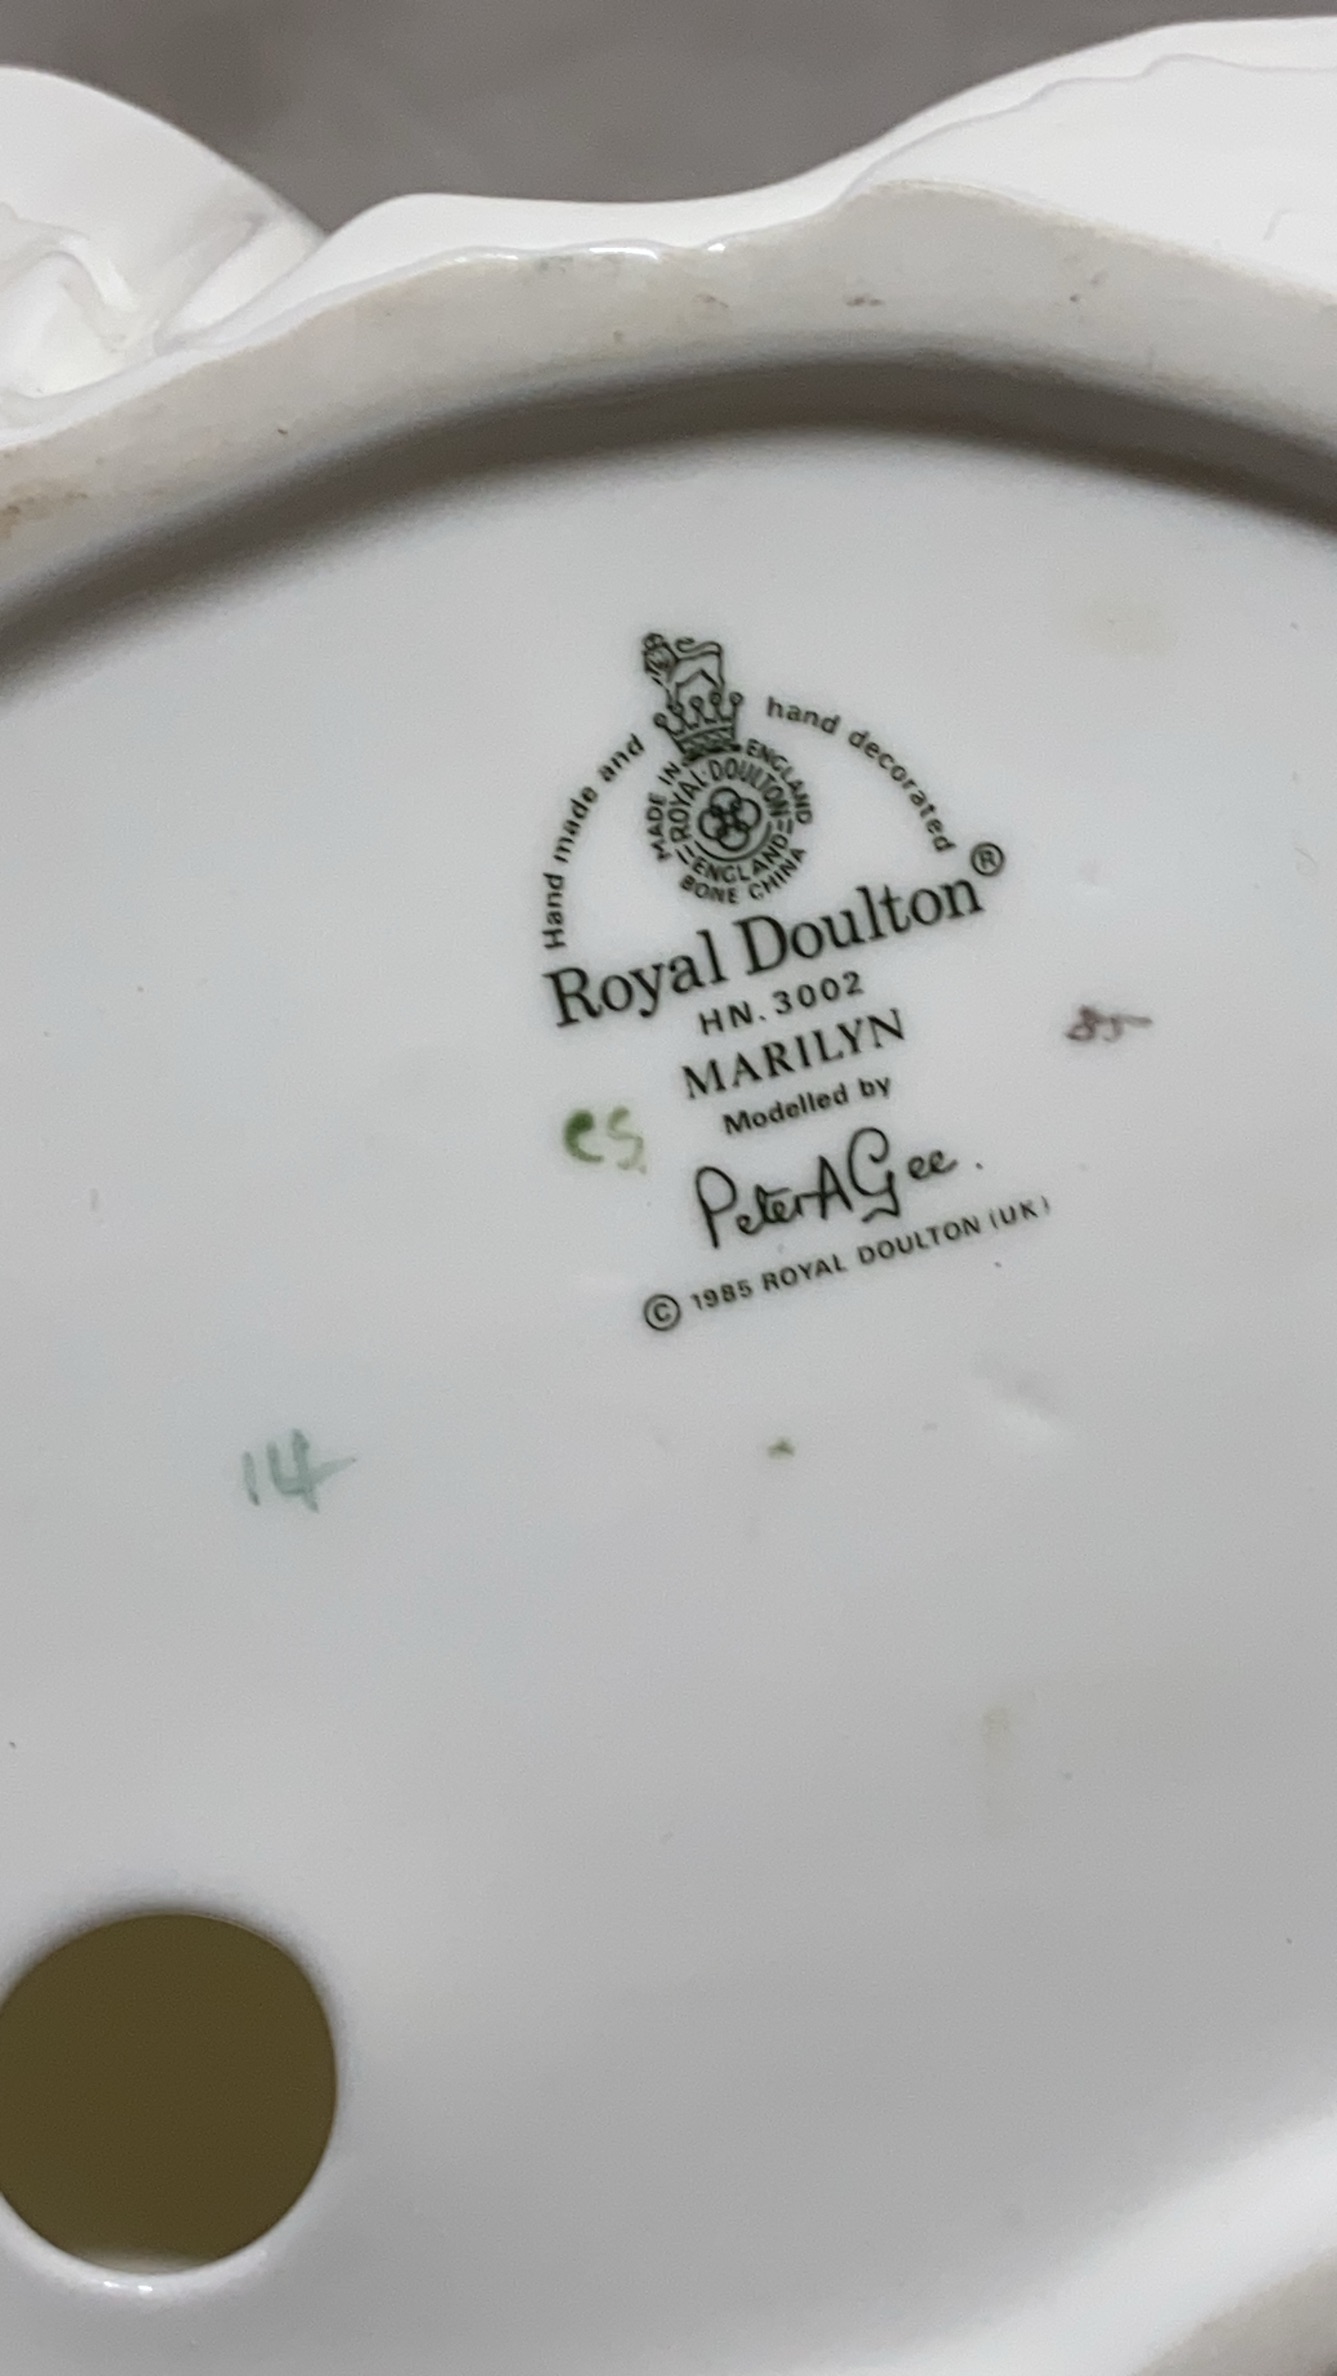 Hand made and hand decorated
MADE IN ENGLAND
ROYAL·DOULTON
ENGLAND
BONE CHINA
Royal Doulton®
HN. 3002
MARILYN
Modelled by
PeterAGee.
© 1985 ROYAL DOULTON (UK)
85
CS.
14